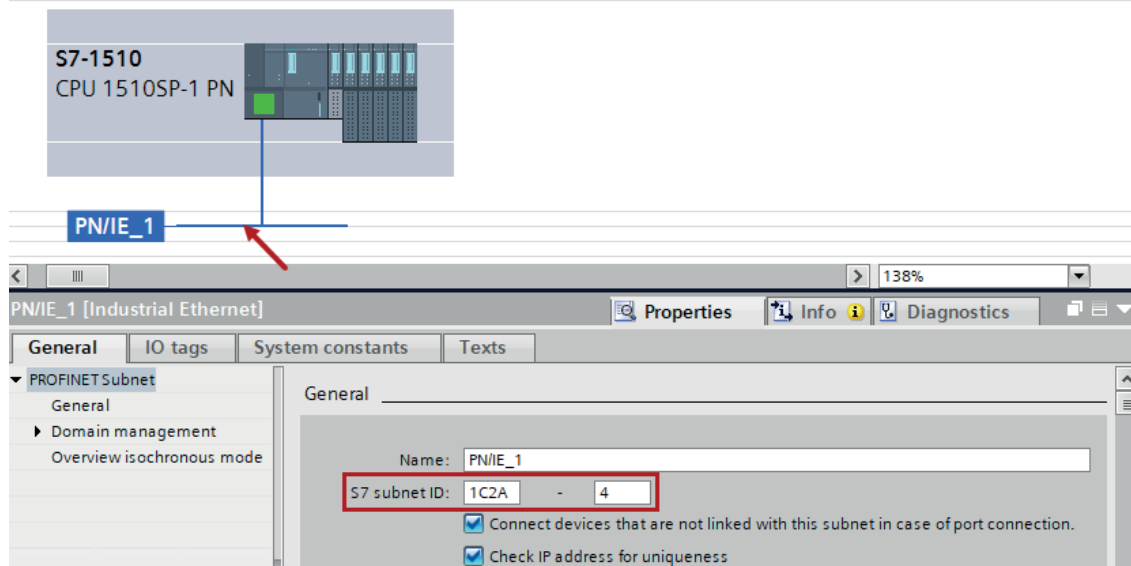 S7-1510
CPU 1510SP-1 PN
PN/IE_1
138%
PN/IE_1 [Industrial Ethernet]
Properties
Info
Diagnostics
General
IO tags
System constants
Texts
PROFINET Subnet
General
Domain management
Overview isochronous mode
General
Name: PN/IE_1
S7 subnet ID: 1C2A - 4
Connect devices that are not linked with this subnet in case of port connection.
Check IP address for uniqueness